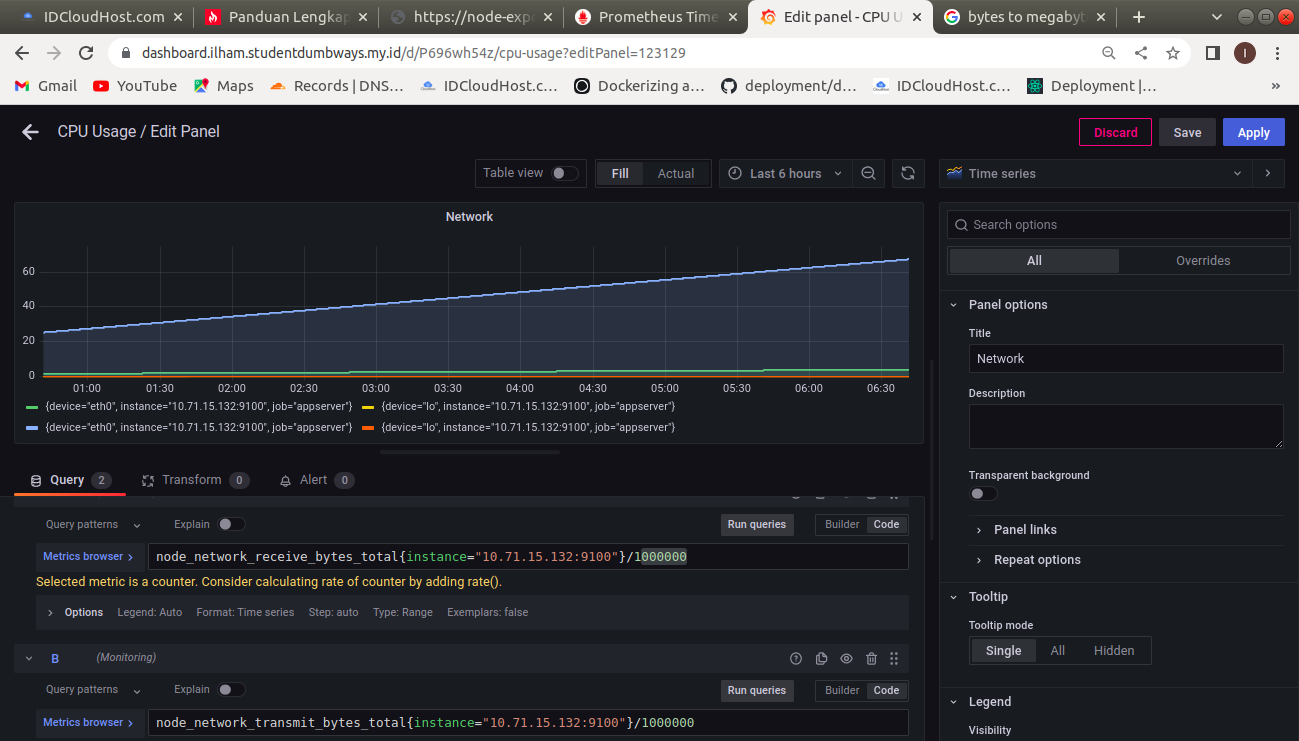 IDCloudHost.com
Panduan Lengkap
https://node-exp
Prometheus Time
Edit panel - CPU U
bytes to megabyt
dashboard.ilham.studentdumbways.my.id/d/P696wh54z/cpu-usage?editPanel=123129
I
Gmail
YouTube
Maps
Records | DNS...
IDCloudHost.c...
Dockerizing a...
deployment/d...
IDCloudHost.c...
Deployment |...
»
CPU Usage / Edit Panel
Discard
Save
Apply
Table view
Fill
Actual
Last 6 hours
Time series
Network
60
40
20
0
01:00
01:30
02:00
02:30
03:00
03:30
04:00
04:30
05:00
05:30
06:00
06:30
{device="eth0", instance="10.71.15.132:9100", job="appserver"}
{device="lo", instance="10.71.15.132:9100", job="appserver"}
{device="eth0", instance="10.71.15.132:9100", job="appserver"}
{device="lo", instance="10.71.15.132:9100", job="appserver"}
Query 2
Transform 0
Alert 0
Query patterns
Explain
Run queries
Builder
Code
Metrics browser >
node_network_receive_bytes_total{instance="10.71.15.132:9100"}/1000000
Selected metric is a counter. Consider calculating rate of counter by adding rate().
Options
Legend: Auto
Format: Time series
Step: auto
Type: Range
Exemplars: false
B
(Monitoring)
Query patterns
Explain
Run queries
Builder
Code
Metrics browser >
node_network_transmit_bytes_total{instance="10.71.15.132:9100"}/1000000
Search options
All
Overrides
Panel options
Title
Network
Description
Transparent background
Panel links
Repeat options
Tooltip
Tooltip mode
Single
All
Hidden
Legend
Visibility